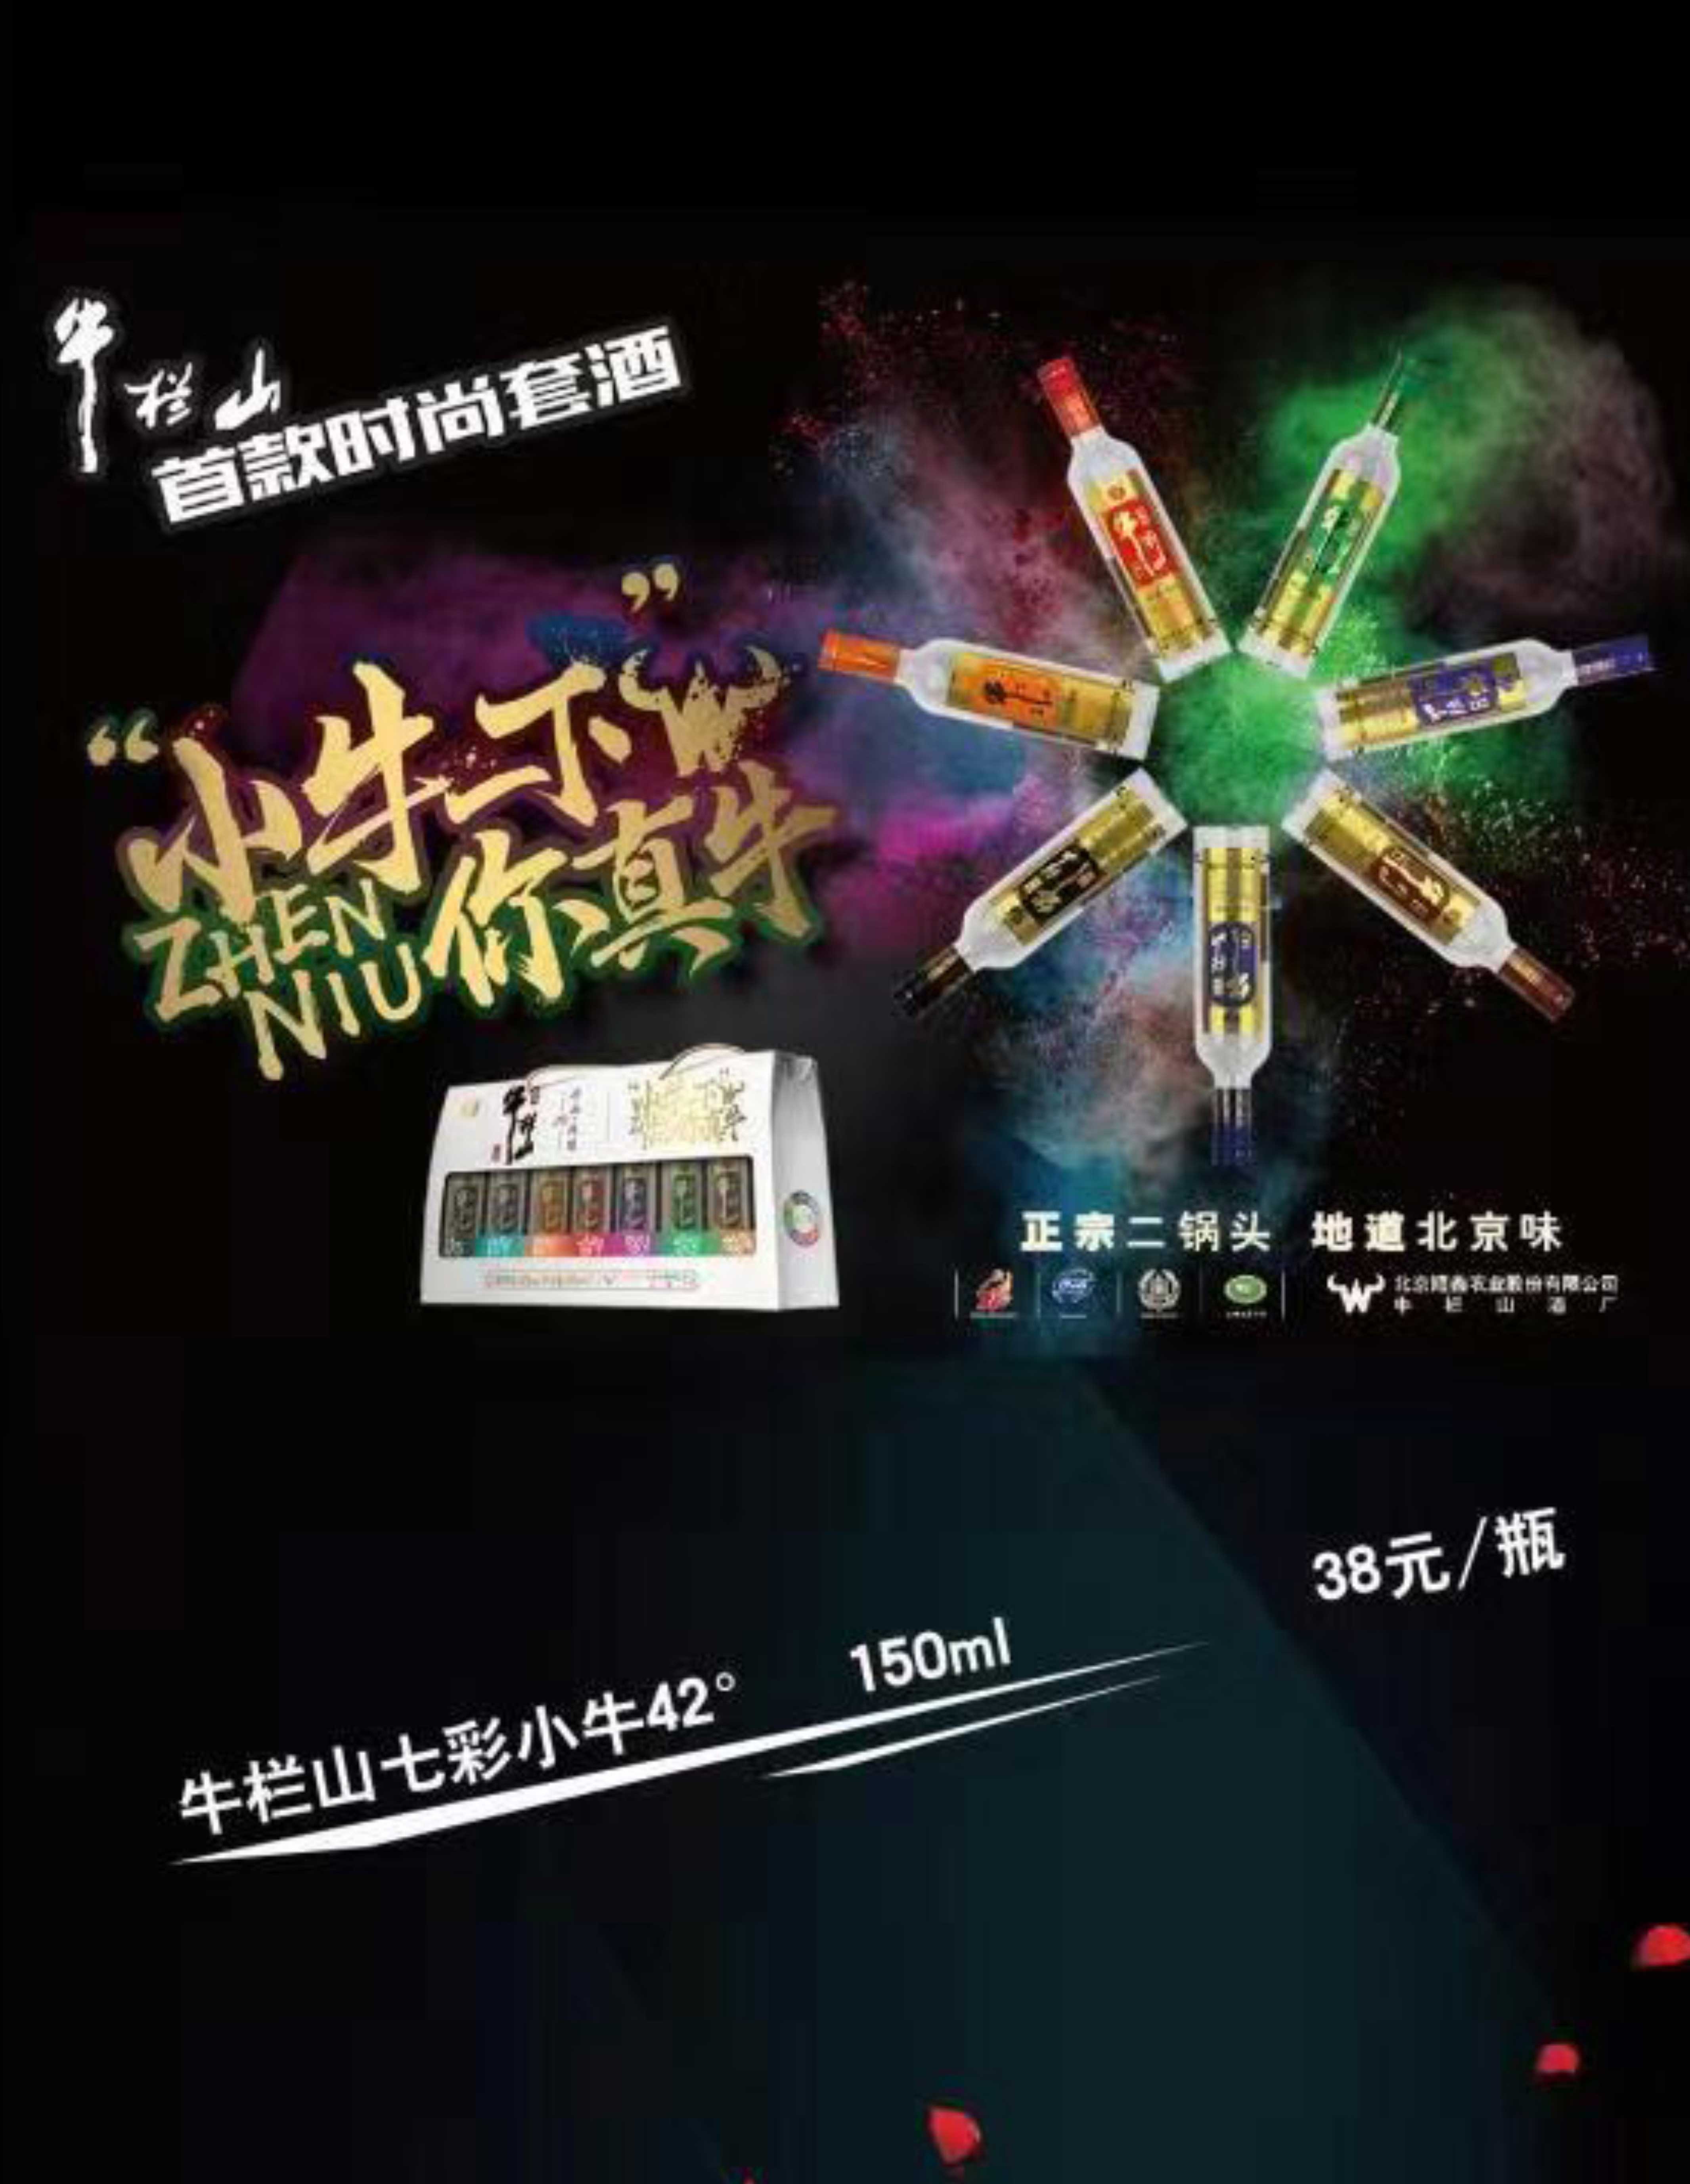 牛栏山
首款时尚套酒
“小牛一下”
你真牛
ZHEN
NIU
牛栏山
正宗二锅头 地道北京味
北京顺鑫农业股份有限公司
牛栏山酒厂
38元/瓶
牛栏山七彩小牛42° 150ml